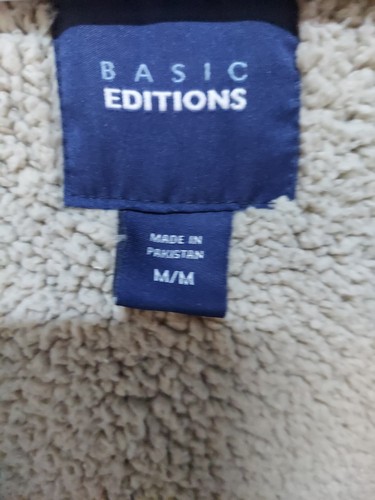 BASIC
EDITIONS
MADE IN
PAKISTAN
M/M